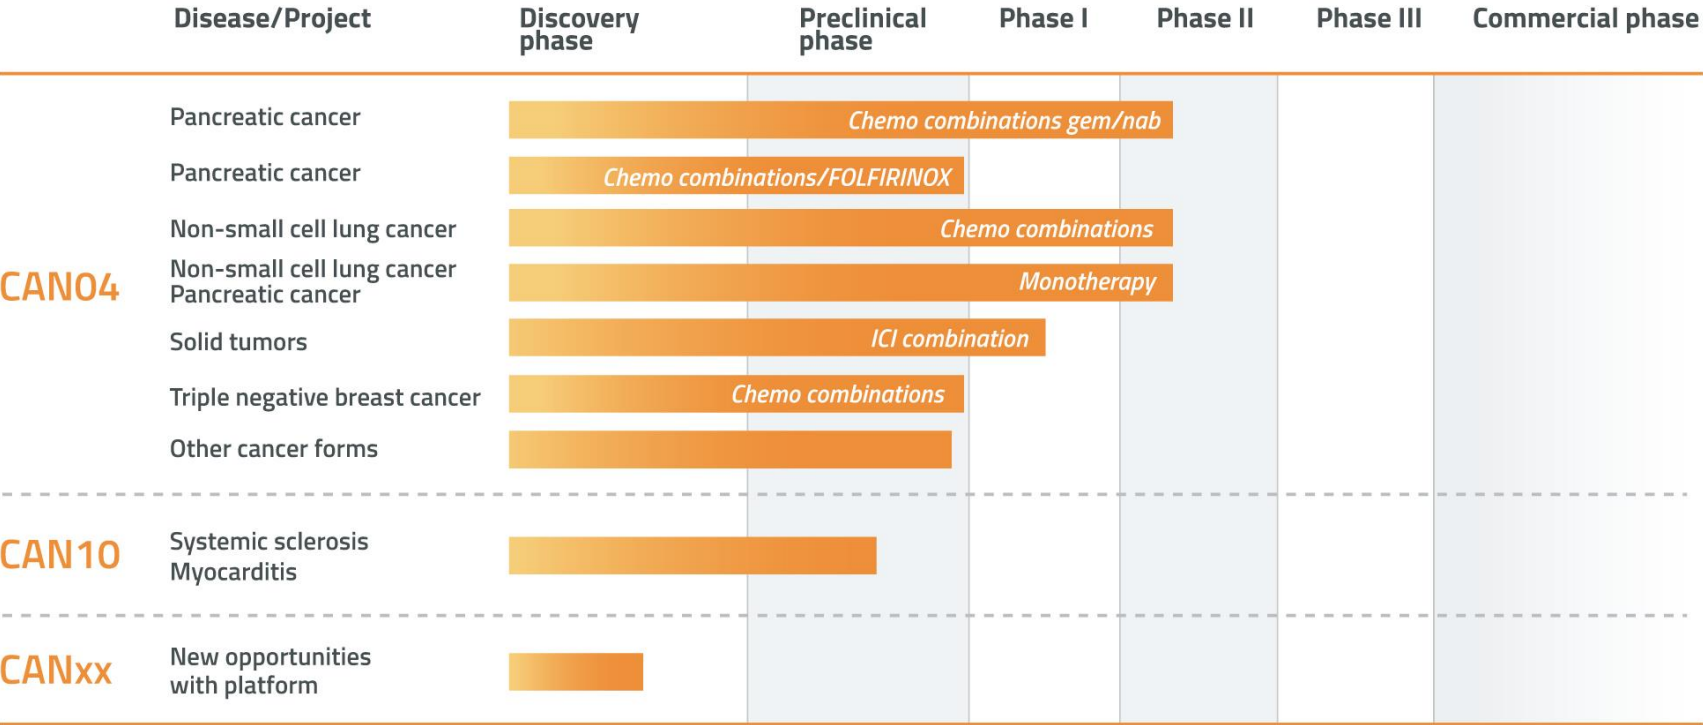 Disease/Project
Discovery
phase
Preclinical
phase
Phase I
Phase II
Phase III
Commercial phase
CAN04
Pancreatic cancer
Chemo combinations gem/nab
Pancreatic cancer
Chemo combinations/FOLFIRINOX
Non-small cell lung cancer
Chemo combinations
Non-small cell lung cancer
Pancreatic cancer
Monotherapy
Solid tumors
ICI combination
Triple negative breast cancer
Chemo combinations
Other cancer forms
CAN10
Systemic sclerosis
Myocarditis
CANxx
New opportunities
with platform